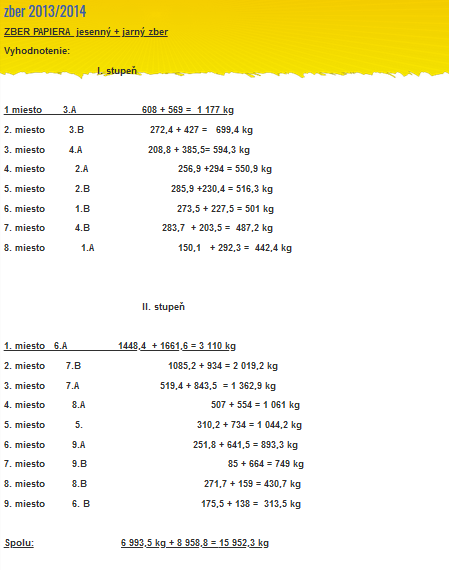 zber 2013/2014
ZBER PAPIERA jesenný + jarný zber
Vyhodnotenie:
I. stupeň
1 miesto 3.A 608 + 569 = 1 177 kg
2. miesto 3.B 272,4 + 427 = 699,4 kg
3. miesto 4.A 208,8 + 385,5= 594,3 kg
4. miesto 2.A 256,9 +294 = 550,9 kg
5. miesto 2.B 285,9 +230,4 = 516,3 kg
6. miesto 1.B 273,5 + 227,5 = 501 kg
7. miesto 4.B 283,7 + 203,5 = 487,2 kg
8. miesto 1.A 150,1 + 292,3 = 442,4 kg
II. stupeň
1. miesto 6.A 1448,4 + 1661,6 = 3 110 kg
2. miesto 7.B 1085,2 + 934 = 2 019,2 kg
3. miesto 7.A 519,4 + 843,5 = 1 362,9 kg
4. miesto 8.A 507 + 554 = 1 061 kg
5. miesto 5. 310,2 + 734 = 1 044,2 kg
6. miesto 9.A 251,8 + 641,5 = 893,3 kg
7. miesto 9.B 85 + 664 = 749 kg
8. miesto 8.B 271,7 + 159 = 430,7 kg
9. miesto 6. B 175,5 + 138 = 313,5 kg
Spolu: 6 993,5 kg + 8 958,8 = 15 952,3 kg